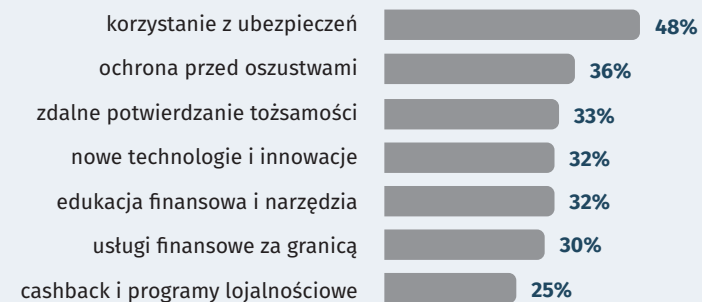 korzystanie z ubezpieczeń 48%
ochrona przed oszustwami 36%
zdalne potwierdzanie tożsamości 33%
nowe technologie i innowacje 32%
edukacja finansowa i narzędzia 32%
usługi finansowe za granicą 30%
cashback i programy lojalnościowe 25%